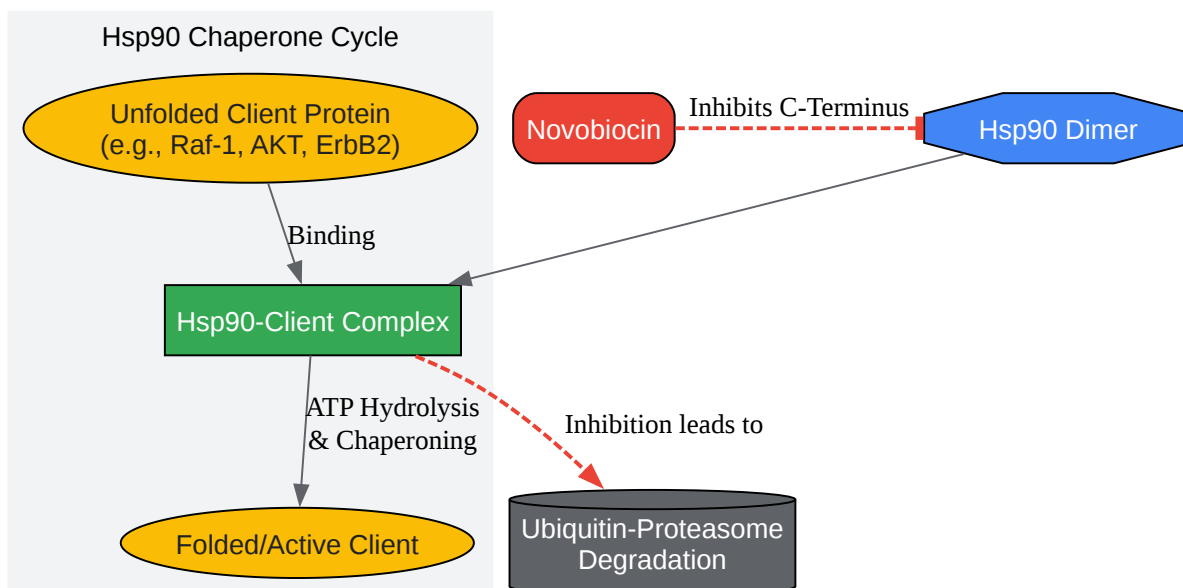 Hsp90 Chaperone Cycle
Unfolded Client Protein
(e.g., Raf-1, AKT, ErbB2)
Novobiocin
Inhibits C-Terminus
Hsp90 Dimer
Binding
Hsp90-Client Complex
ATP Hydrolysis
& Chaperoning
Inhibition leads to
Folded/Active Client
Ubiquitin-Proteasome
Degradation